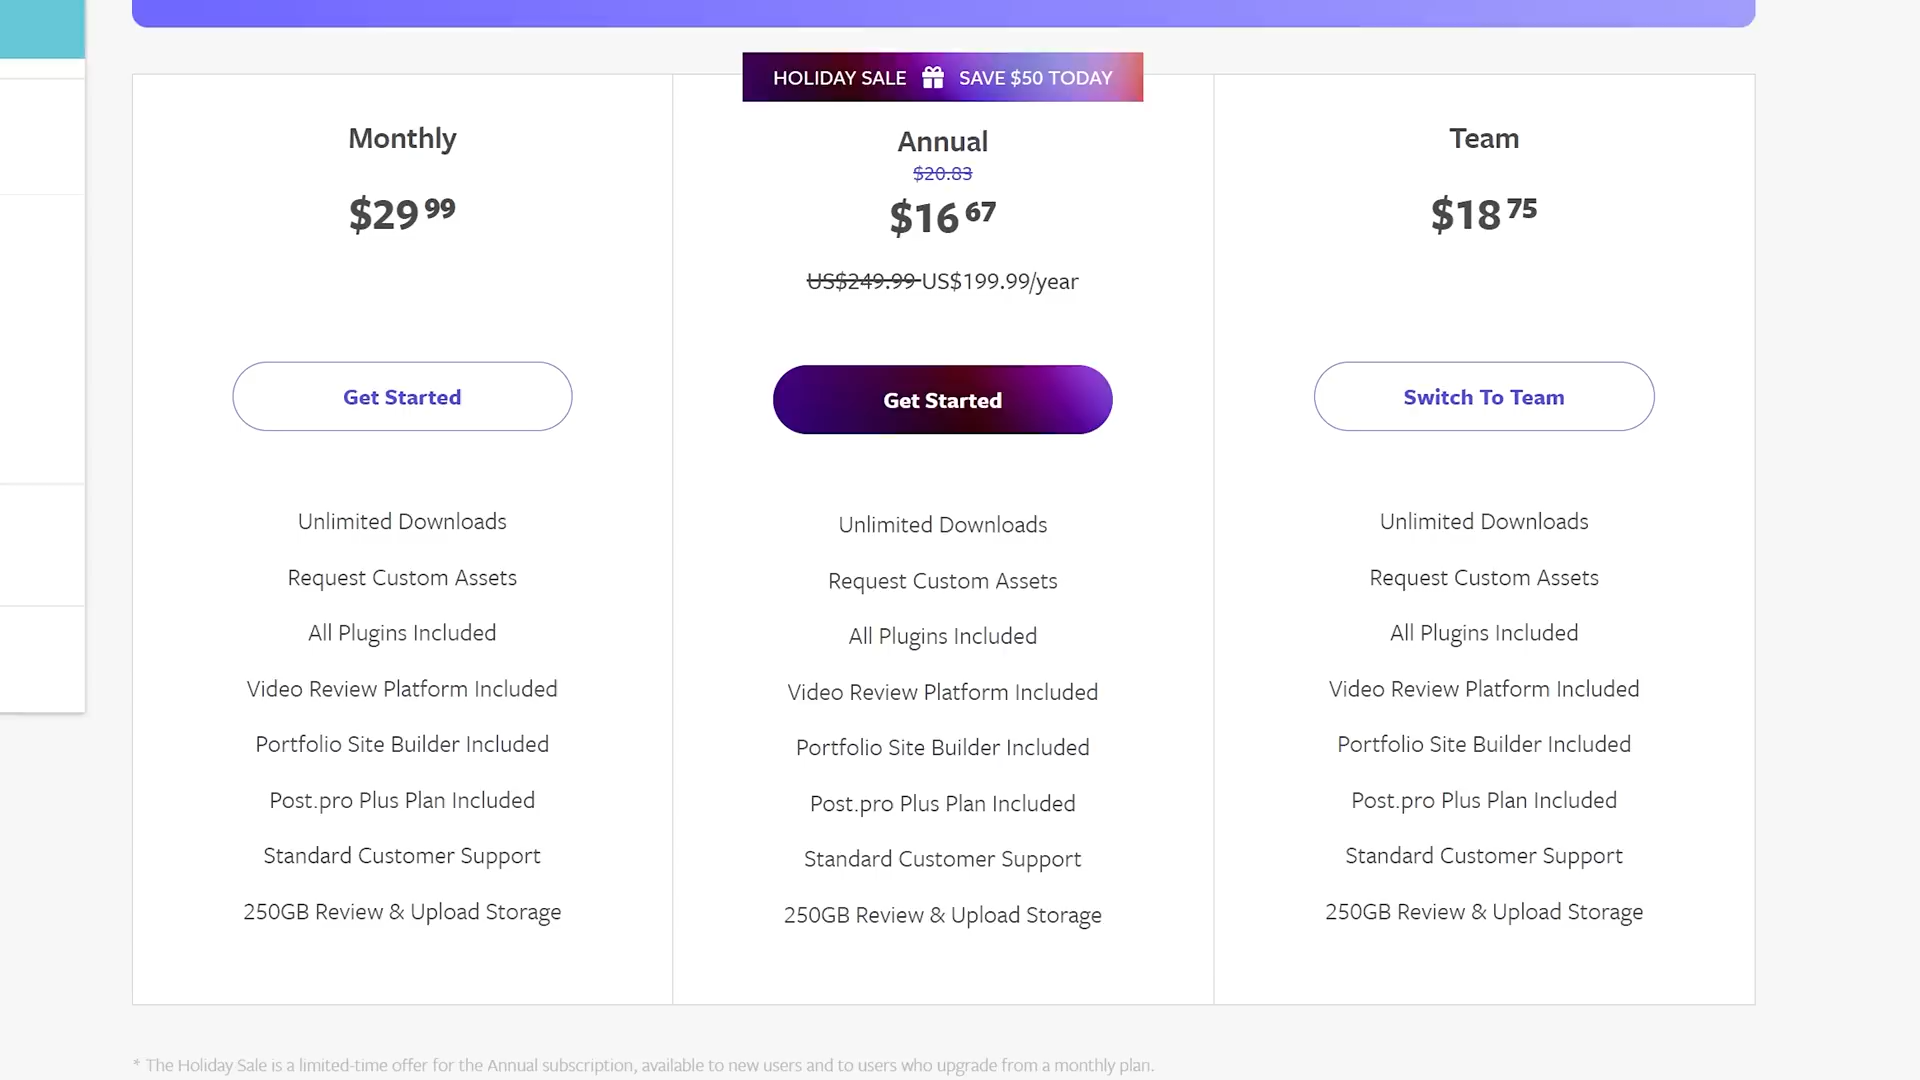 HOLIDAY SALE SAVE $50 TODAY
Monthly
$29 99
Get Started
Unlimited Downloads
Request Custom Assets
All Plugins Included
Video Review Platform Included
Portfolio Site Builder Included
Post.pro Plus Plan Included
Standard Customer Support
250GB Review & Upload Storage
Annual
$20.83
$16 67
US$249.99 US$199.99/year
Get Started
Unlimited Downloads
Request Custom Assets
All Plugins Included
Video Review Platform Included
Portfolio Site Builder Included
Post.pro Plus Plan Included
Standard Customer Support
250GB Review & Upload Storage
Team
$18 75
Switch To Team
Unlimited Downloads
Request Custom Assets
All Plugins Included
Video Review Platform Included
Portfolio Site Builder Included
Post.pro Plus Plan Included
Standard Customer Support
250GB Review & Upload Storage
* The Holiday Sale is a limited-time offer for the Annual subscription, available to new users and to users who upgrade from a monthly plan.